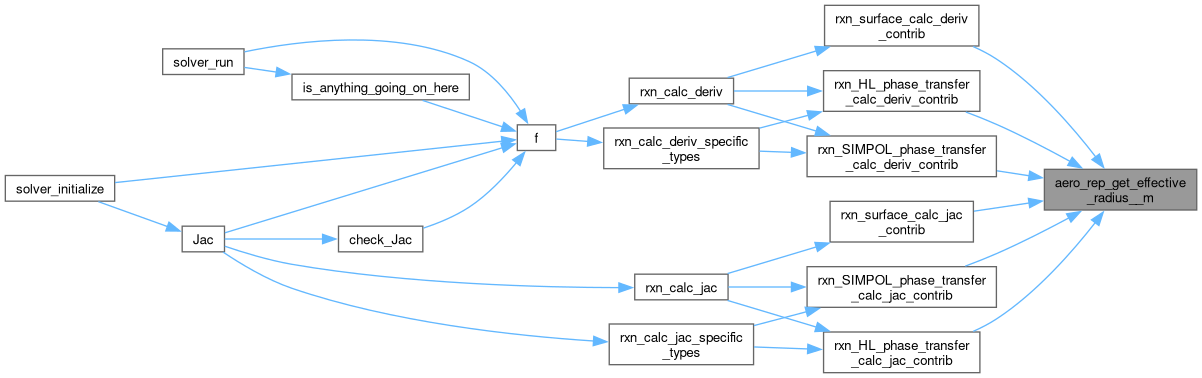 rxn_surface_calc_deriv
_contrib
solver_run
is_anything_going_on_here
rxn_calc_deriv
rxn_HL_phase_transfer
_calc_deriv_contrib
f
rxn_calc_deriv_specific
_types
rxn_SIMPOL_phase_transfer
_calc_deriv_contrib
solver_initialize
aero_rep_get_effective
_radius__m
Jac
check_Jac
rxn_surface_calc_jac
_contrib
rxn_calc_jac
rxn_SIMPOL_phase_transfer
_calc_jac_contrib
rxn_calc_jac_specific
_types
rxn_HL_phase_transfer
_calc_jac_contrib